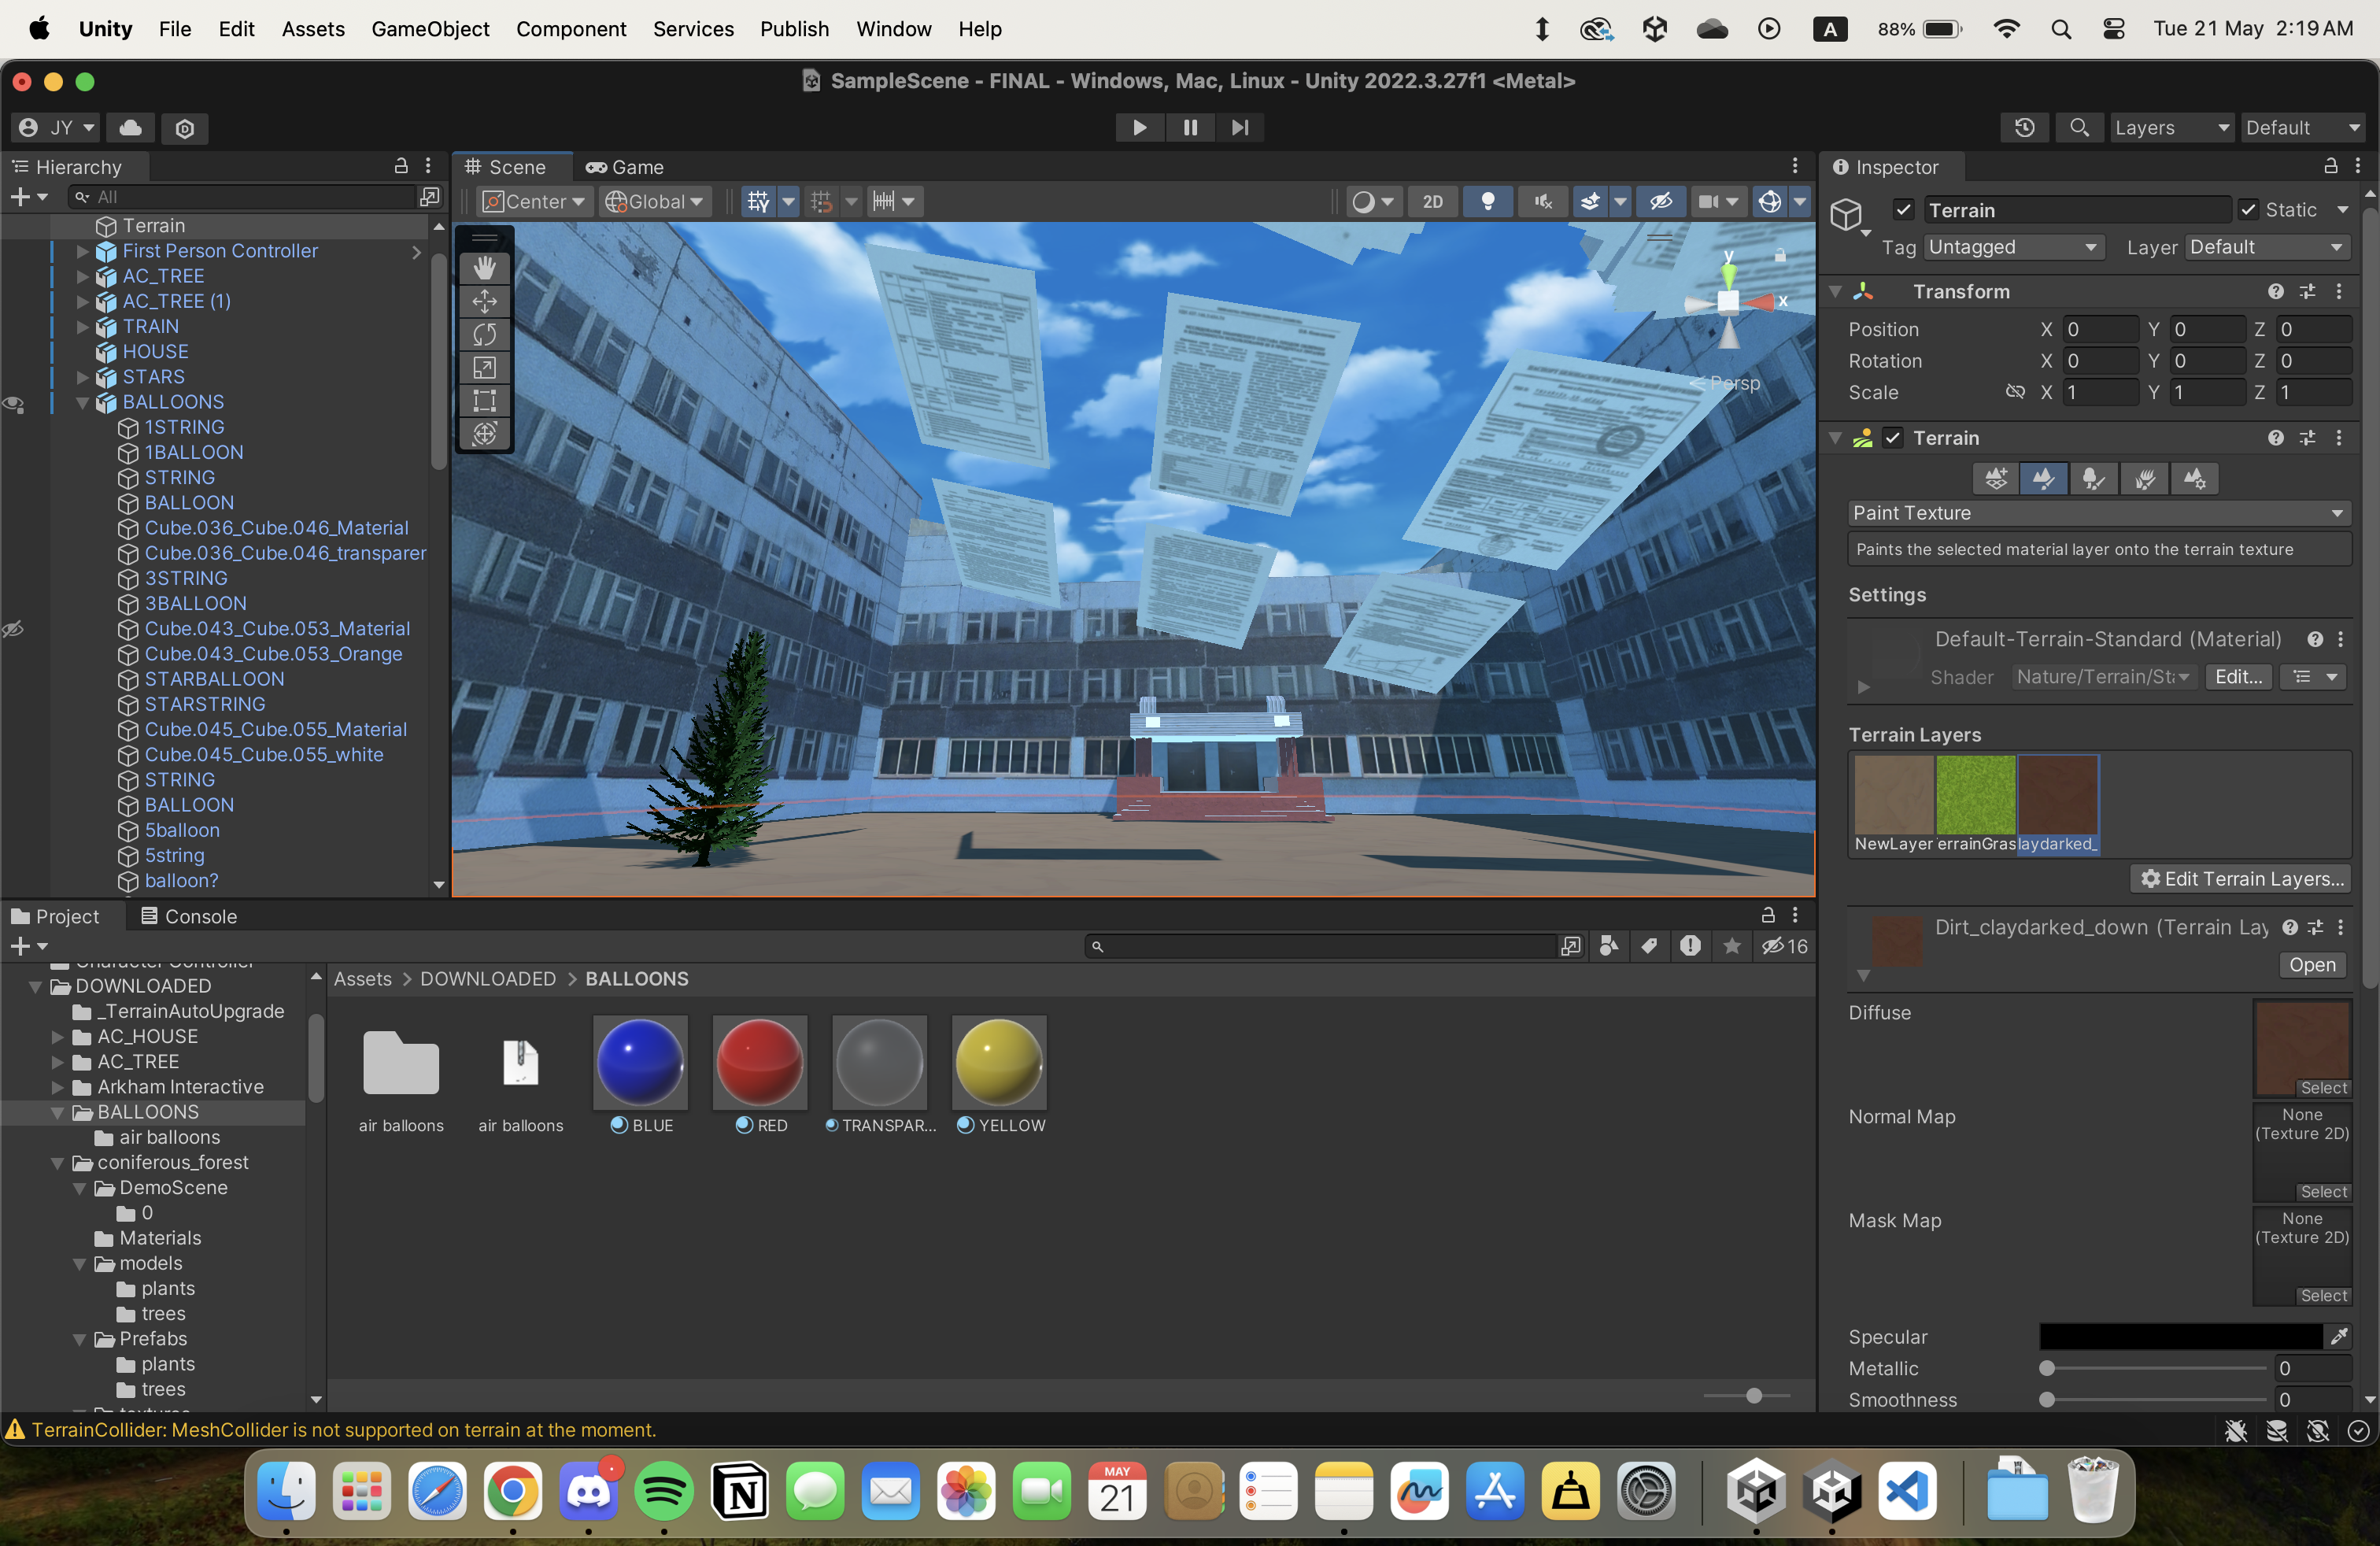 Unity File Edit Assets GameObject Component Services Publish Window Help A 88% Tue 21 May 2:19 AM
SampleScene - FINAL - Windows, Mac, Linux - Unity 2022.3.27f1 <Metal>
JY Layers Default
Hierarchy
All
Terrain
First Person Controller
AC_TREE
AC_TREE (1)
TRAIN
HOUSE
STARS
BALLOONS
1STRING
1BALLOON
STRING
BALLOON
Cube.036_Cube.046_Material
Cube.036_Cube.046_transparer
3STRING
3BALLOON
Cube.043_Cube.053_Material
Cube.043_Cube.053_Orange
STARBALLOON
STARSTRING
Cube.045_Cube.055_Material
Cube.045_Cube.055_white
STRING
BALLOON
5balloon
5string
balloon?
Scene Game
Center Global 2D
y
x
Persp
Inspector
Terrain Static
Tag Untagged Layer Default
Transform
Position X 0 Y 0 Z 0
Rotation X 0 Y 0 Z 0
Scale X 1 Y 1 Z 1
Terrain
Paint Texture
Paints the selected material layer onto the terrain texture
Settings
Default-Terrain-Standard (Material)
Shader Nature/Terrain/Sta Edit...
Terrain Layers
NewLayer errainGras laydarked_
Edit Terrain Layers...
Dirt_claydarked_down (Terrain Lay
Open
Diffuse
Select
Normal Map
None
(Texture 2D)
Select
Mask Map
None
(Texture 2D)
Select
Specular
Metallic 0
Smoothness 0
Project Console
16
Character Controller
DOWNLOADED
_TerrainAutoUpgrade
AC_HOUSE
AC_TREE
Arkham Interactive
BALLOONS
air balloons
coniferous_forest
DemoScene
0
Materials
models
plants
trees
Prefabs
plants
trees
textures
Assets > DOWNLOADED > BALLOONS
air balloons air balloons BLUE RED TRANSPAR... YELLOW
TerrainCollider: MeshCollider is not supported on terrain at the moment.
MAY
21